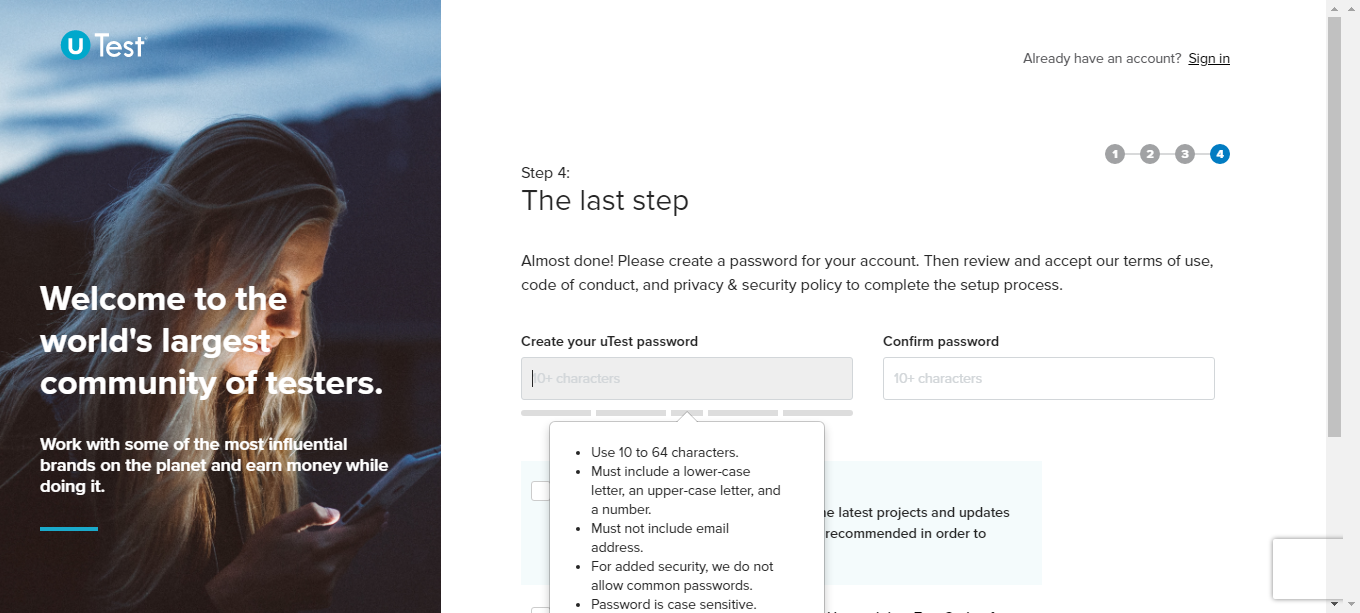 U Test
Already have an account? Sign in
1 2 3 4
Step 4:
The last step
Almost done! Please create a password for your account. Then review and accept our terms of use,
code of conduct, and privacy & security policy to complete the setup process.
Welcome to the
world's largest
community of testers.
Work with some of the most influential
brands on the planet and earn money while
doing it.
Create your uTest password
10+ characters
Confirm password
10+ characters
• Use 10 to 64 characters.
• Must include a lower-case
letter, an upper-case letter, and
a number.
• Must not include email
address.
• For added security, we do not
allow common passwords.
• Password is case sensitive.
latest projects and updates
recommended in order to